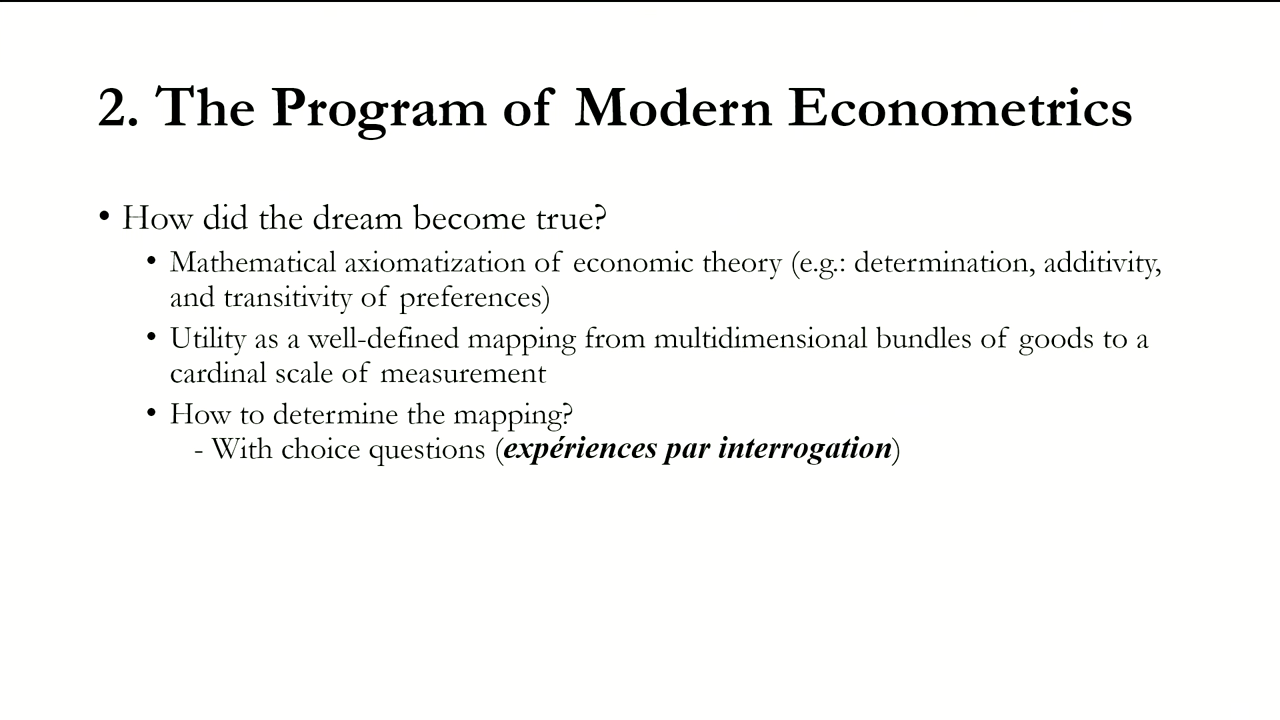 2. The Program of Modern Econometrics
• How did the dream become true?
• Mathematical axiomatization of economic theory (e.g.: determination, additivity,
and transitivity of preferences)
• Utility as a well-defined mapping from multidimensional bundles of goods to a
cardinal scale of measurement
• How to determine the mapping?
- With choice questions (expériences par interrogation)